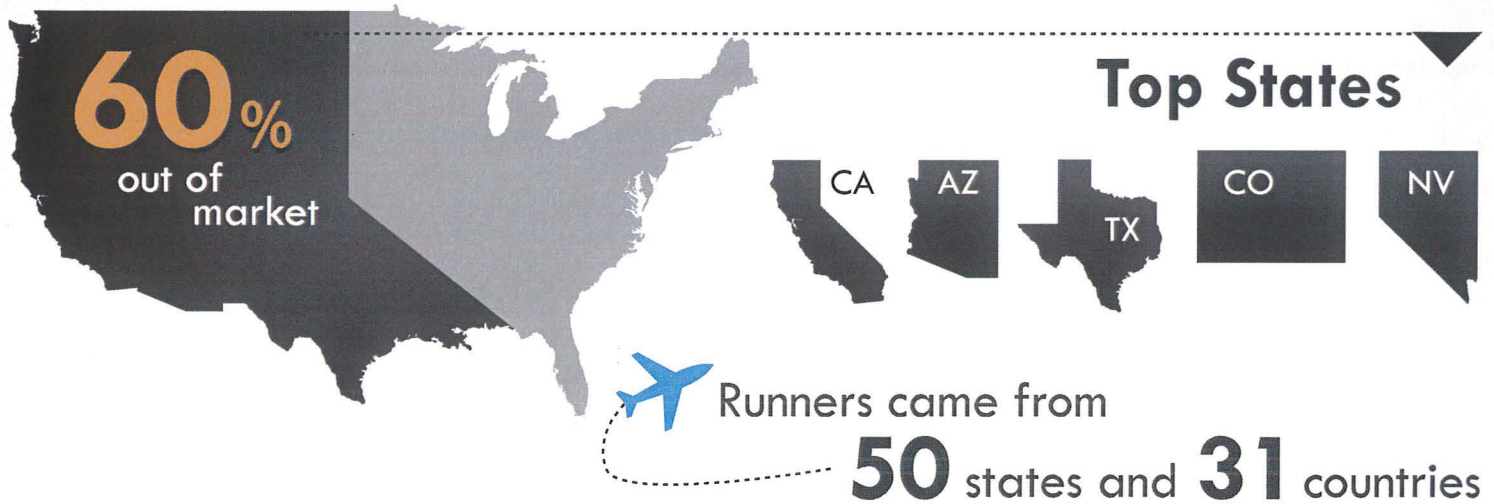 60%
out of
market
Top States
CA
AZ
TX
CO
NV
Runners came from
50 states and 31 countries